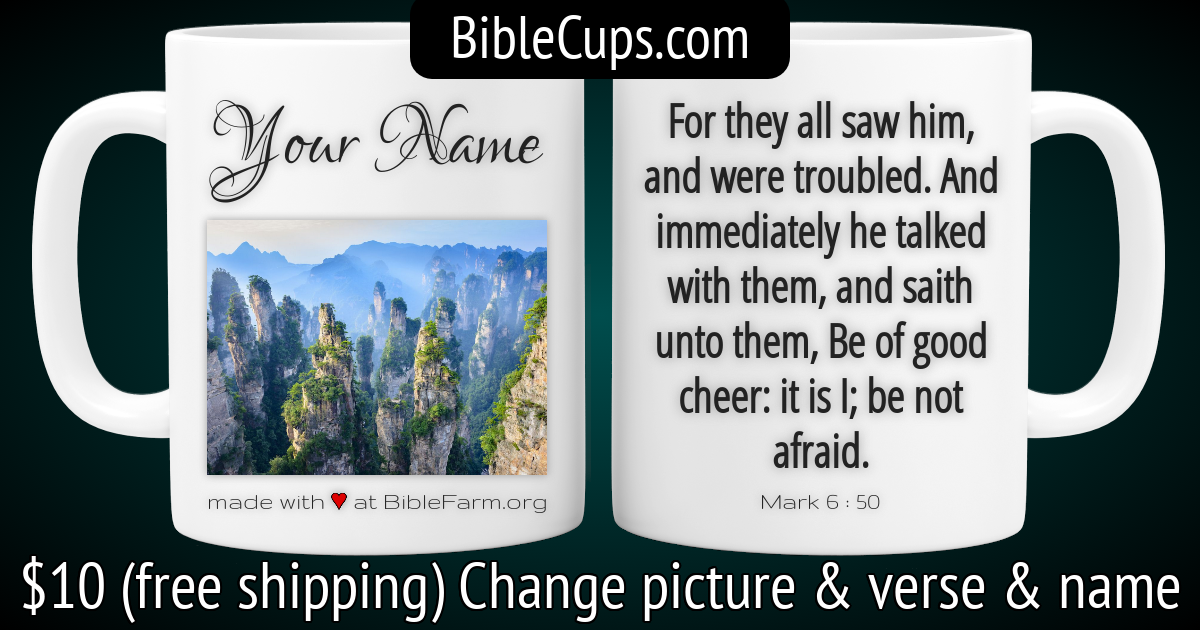 BibleCups.com
Your Name
made with ♥ at BibleFarm.org
For they all saw him,
and were troubled. And
immediately he talked
with them, and saith
unto them, Be of good
cheer: it is I; be not
afraid.
Mark 6 : 50
$10 (free shipping) Change picture & verse & name